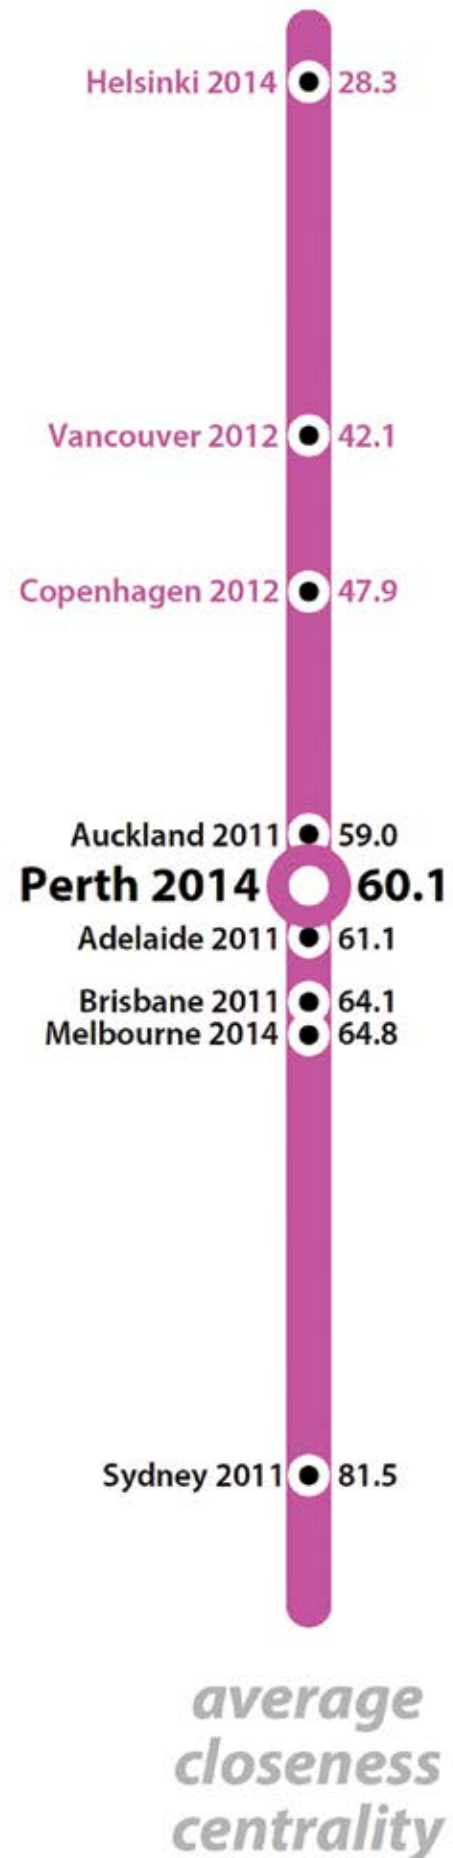 Helsinki 2014 28.3
Vancouver 2012 42.1
Copenhagen 2012 47.9
Auckland 2011 59.0
Perth 2014 60.1
Adelaide 2011 61.1
Brisbane 2011 64.1
Melbourne 2014 64.8
Sydney 2011 81.5
average
closeness
centrality